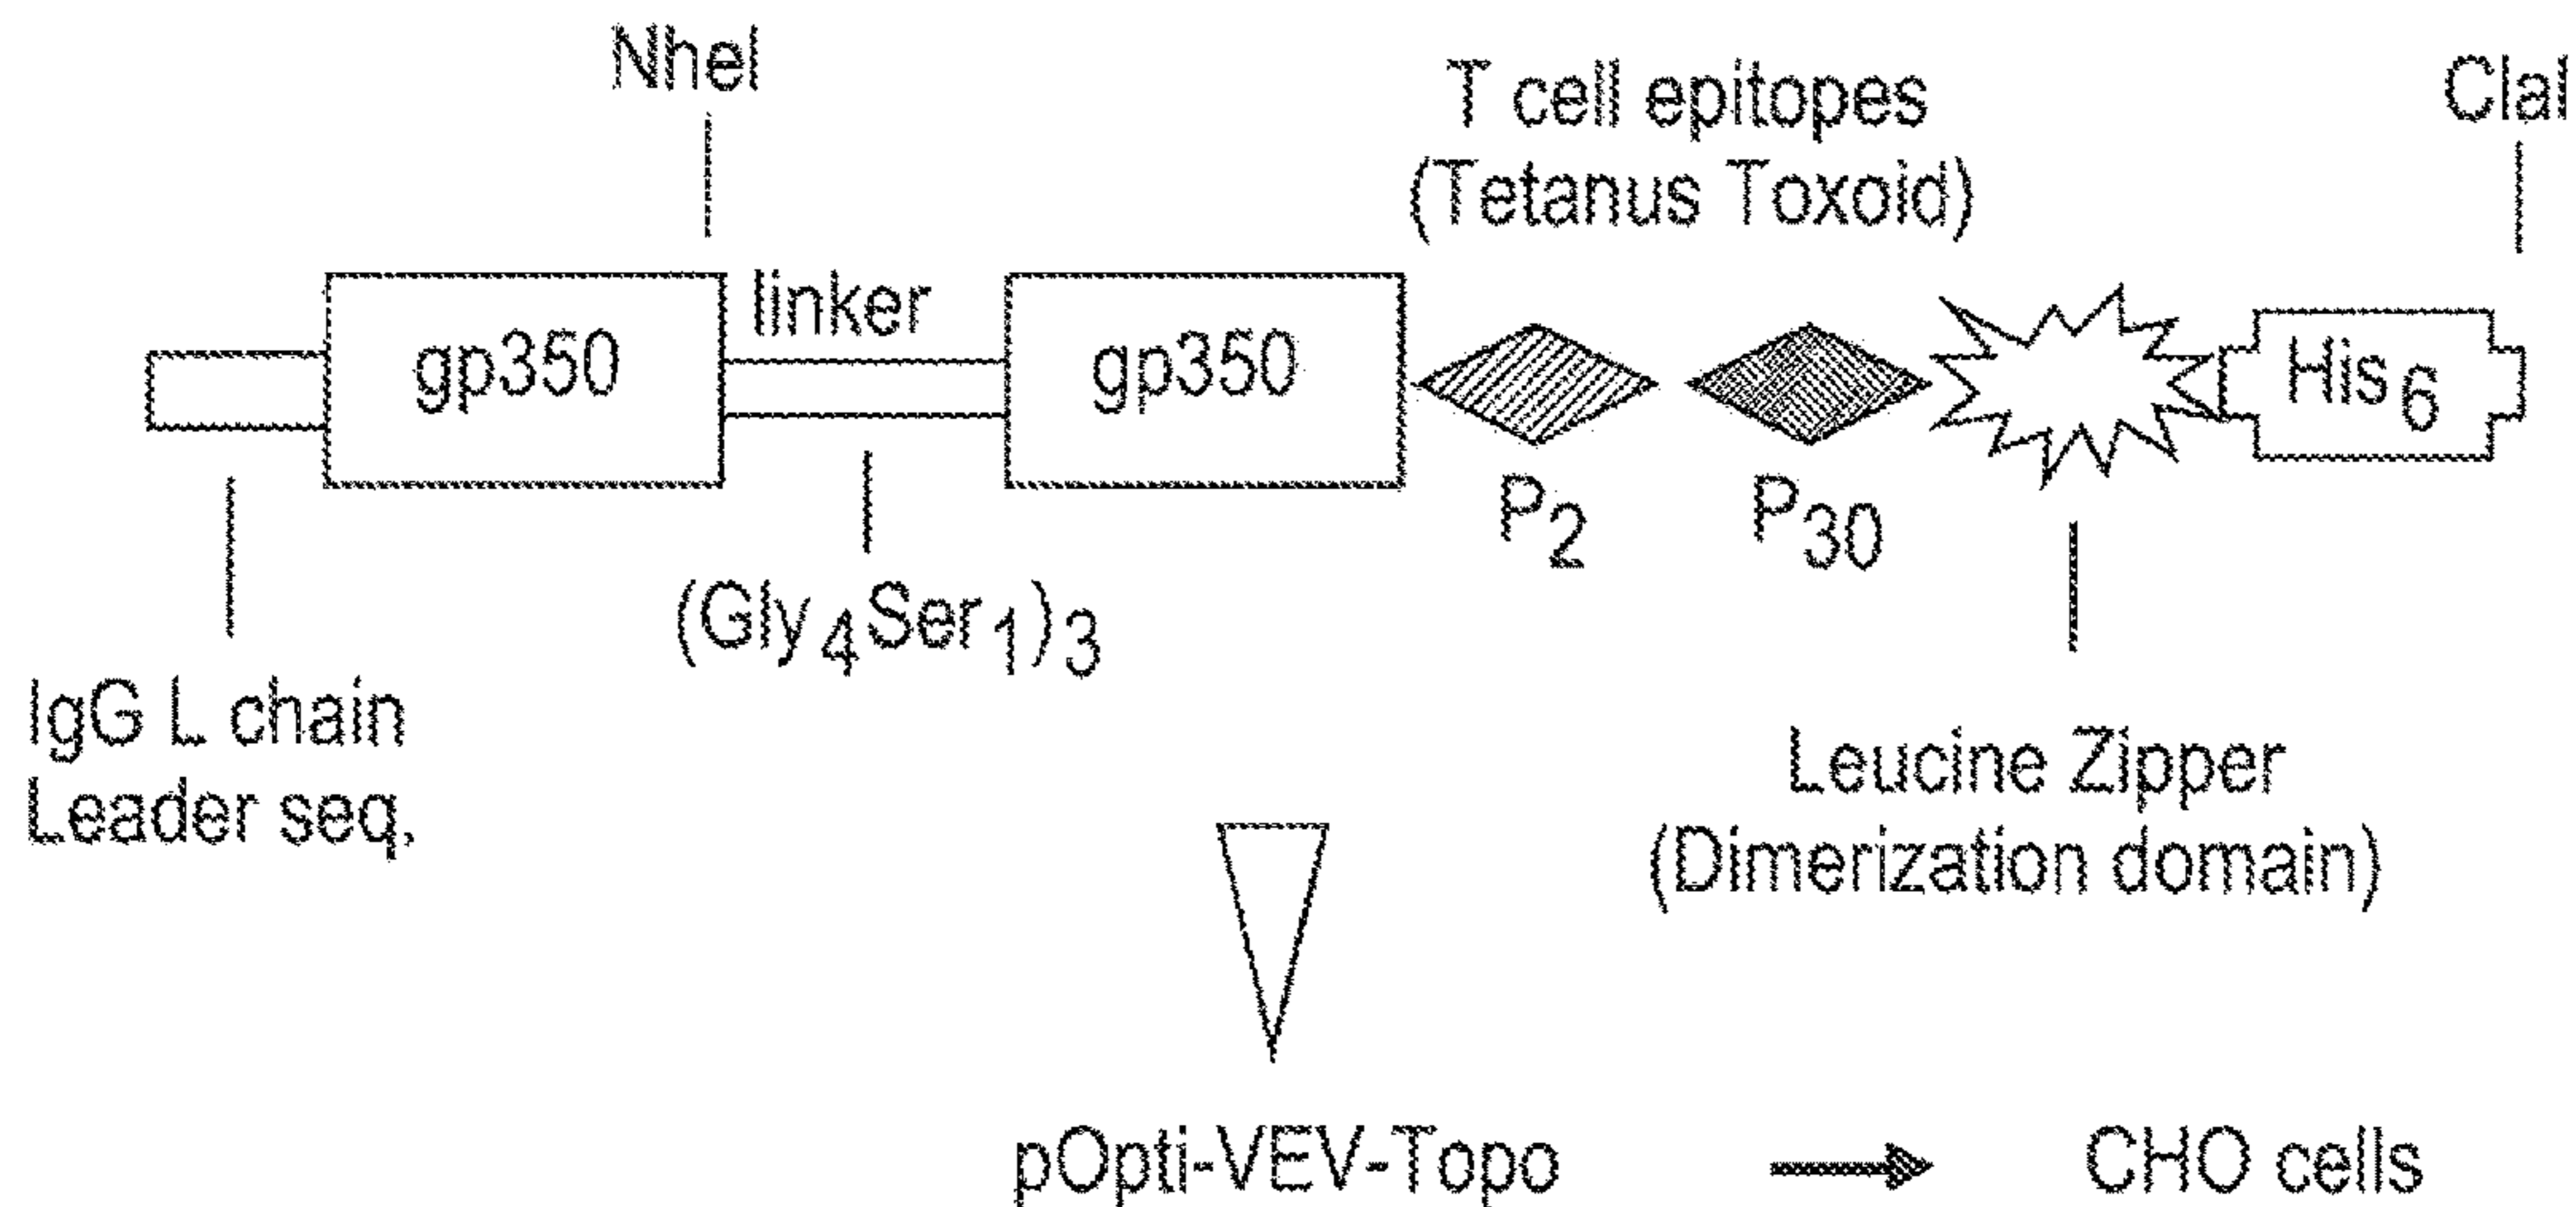 NheI
T cell epitopes
(Tetanus Toxoid)
ClaI
linker
gp350
gp350
His6
P2
P30
(Gly4Ser1)3
IgG L chain
Leader seq.
Leucine Zipper
(Dimerization domain)
pOpti-VEV-Topo
CHO cells